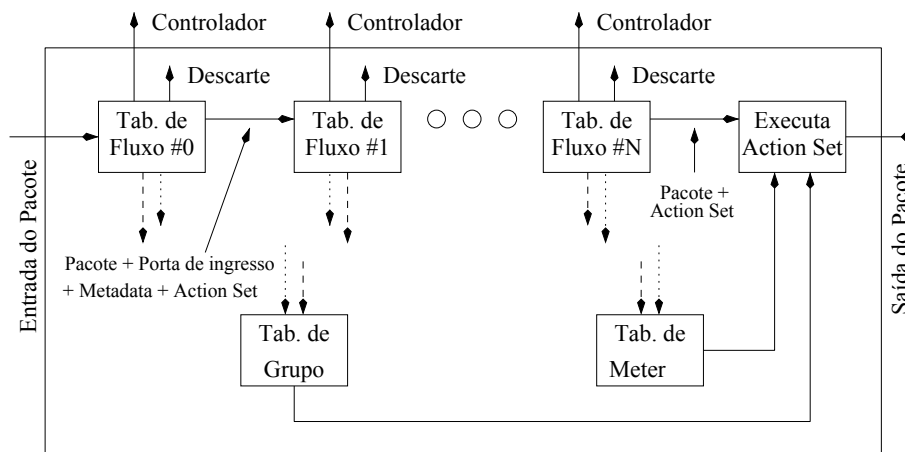 Controlador
Controlador
Controlador
Descarte
Descarte
Descarte
Tab. de
Fluxo #0
Tab. de
Fluxo #1
Tab. de
Fluxo #N
Executa
Action Set
Entrada do Pacote
Saída do Pacote
Pacote +
Action Set
Pacote + Porta de ingresso
+ Metadata + Action Set
Tab. de
Grupo
Tab. de
Meter